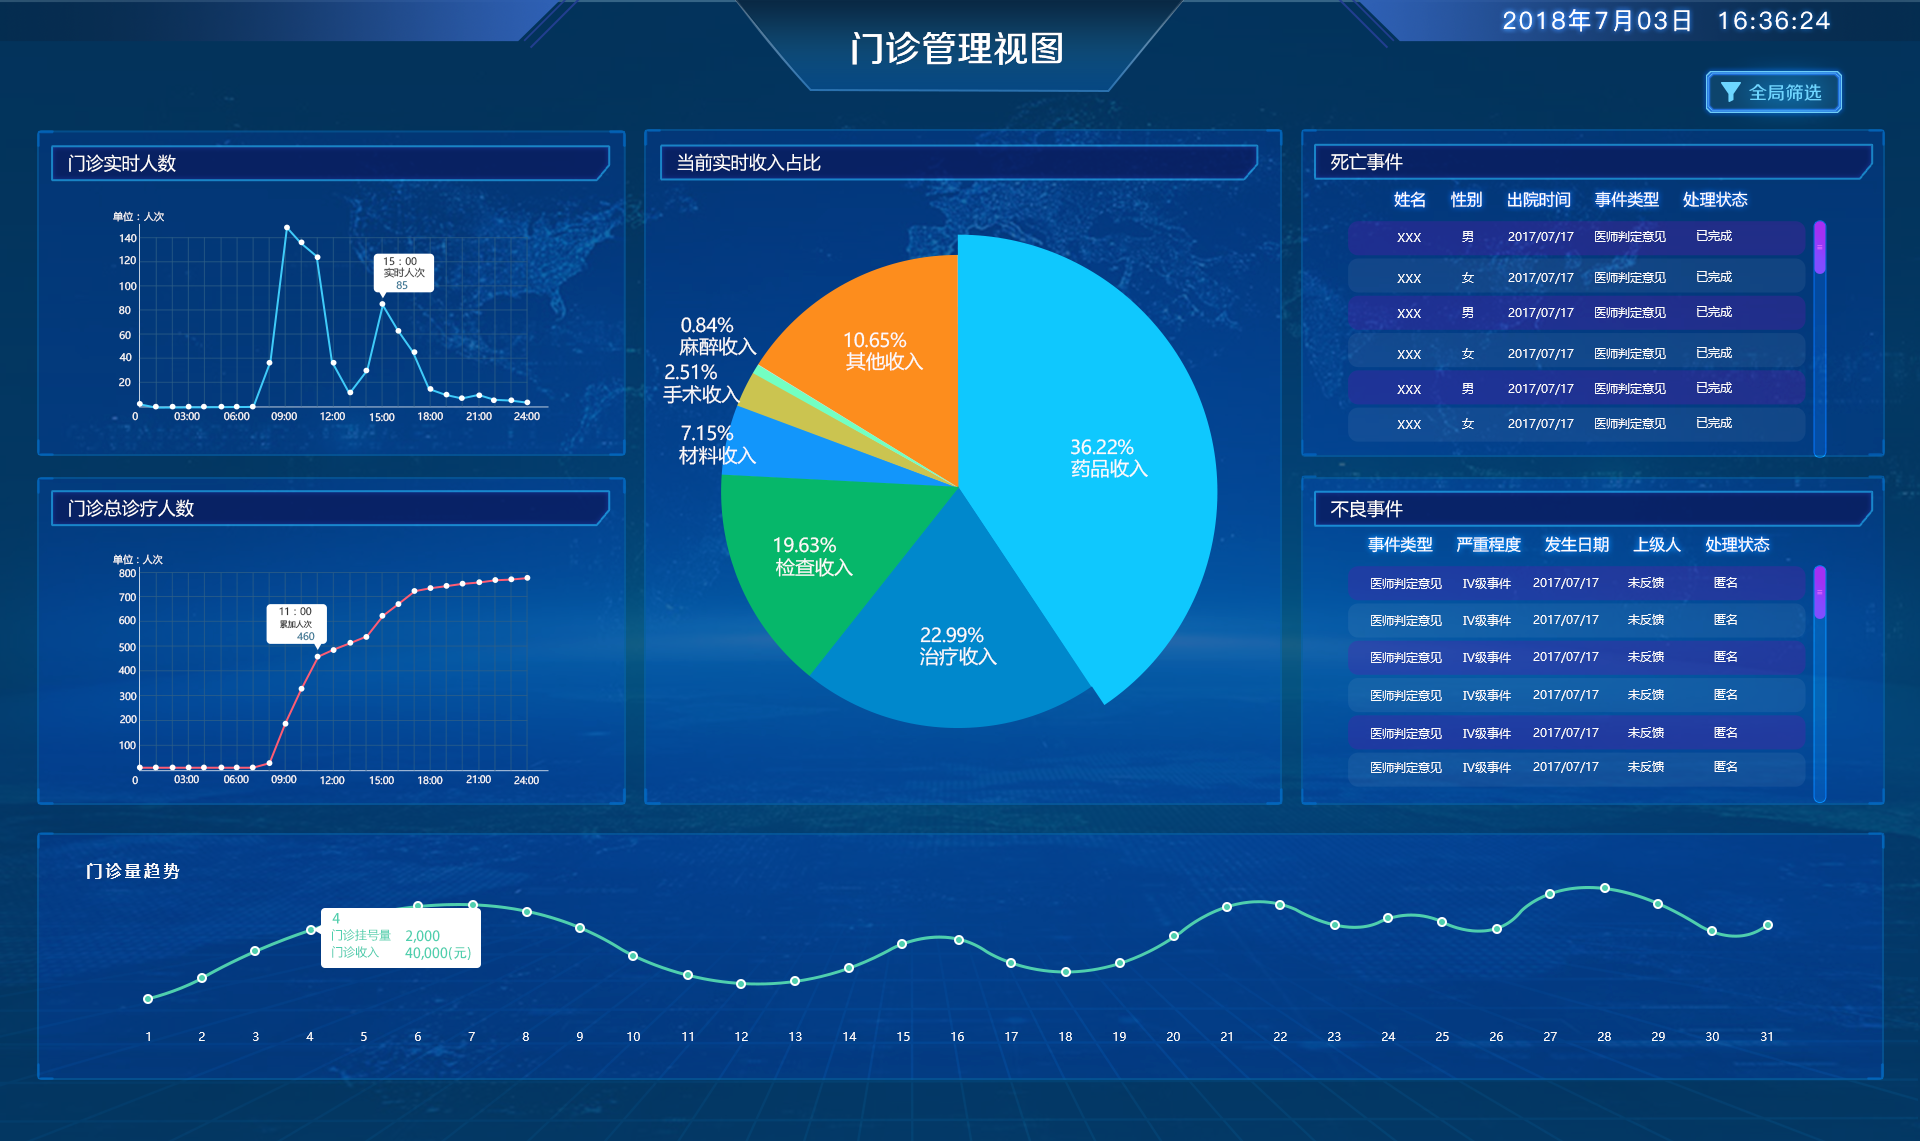 门诊管理视图
2018年7月03日 16:36:24
全局筛选
门诊实时人数
单位：人次
140
120
100
80
60
40
20
0 03:00 06:00 09:00 12:00 15:00 18:00 21:00 24:00
15：00
实时人次
85
门诊总诊疗人数
单位：人次
800
700
600
500
400
300
200
100
0 03:00 06:00 09:00 12:00 15:00 18:00 21:00 24:00
11：00
累加人次
460
当前实时收入占比
0.84%
麻醉收入
2.51%
手术收入
7.15%
材料收入
10.65%
其他收入
36.22%
药品收入
19.63%
检查收入
22.99%
治疗收入
死亡事件
姓名 性别 出院时间 事件类型 处理状态
XXX 男 2017/07/17 医师判定意见 已完成
XXX 女 2017/07/17 医师判定意见 已完成
XXX 男 2017/07/17 医师判定意见 已完成
XXX 女 2017/07/17 医师判定意见 已完成
XXX 男 2017/07/17 医师判定意见 已完成
XXX 女 2017/07/17 医师判定意见 已完成
不良事件
事件类型 严重程度 发生日期 上级人 处理状态
医师判定意见 IV级事件 2017/07/17 未反馈 匿名
医师判定意见 IV级事件 2017/07/17 未反馈 匿名
医师判定意见 IV级事件 2017/07/17 未反馈 匿名
医师判定意见 IV级事件 2017/07/17 未反馈 匿名
医师判定意见 IV级事件 2017/07/17 未反馈 匿名
医师判定意见 IV级事件 2017/07/17 未反馈 匿名
门诊量趋势
4
门诊挂号量 2,000
门诊收入 40,000(元)
1 2 3 4 5 6 7 8 9 10 11 12 13 14 15 16 17 18 19 20 21 22 23 24 25 26 27 28 29 30 31